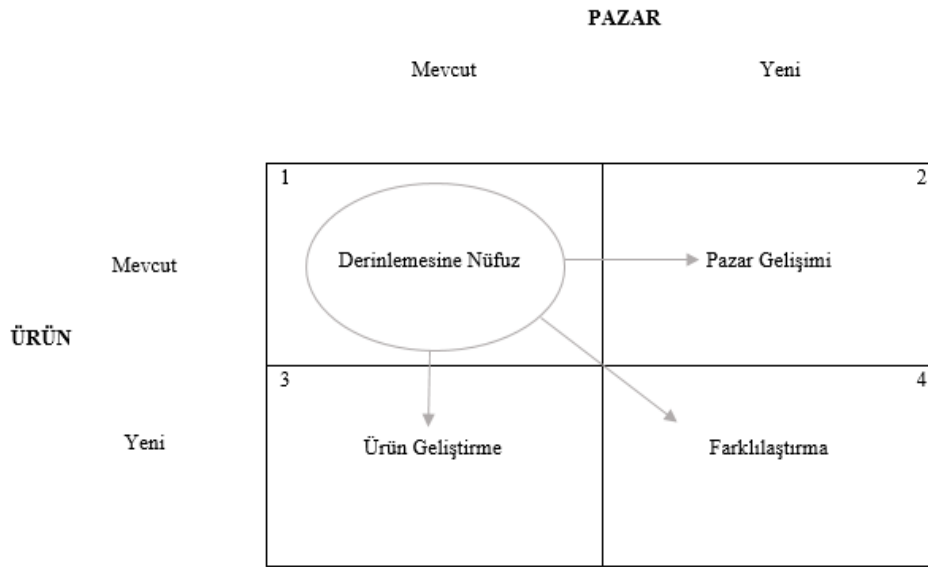 PAZAR
Mevcut
Yeni
1
2
Mevcut
Derinlemesine Nüfuz
Pazar Gelişimi
ÜRÜN
3
4
Yeni
Ürün Geliştirme
Farklılaştırma